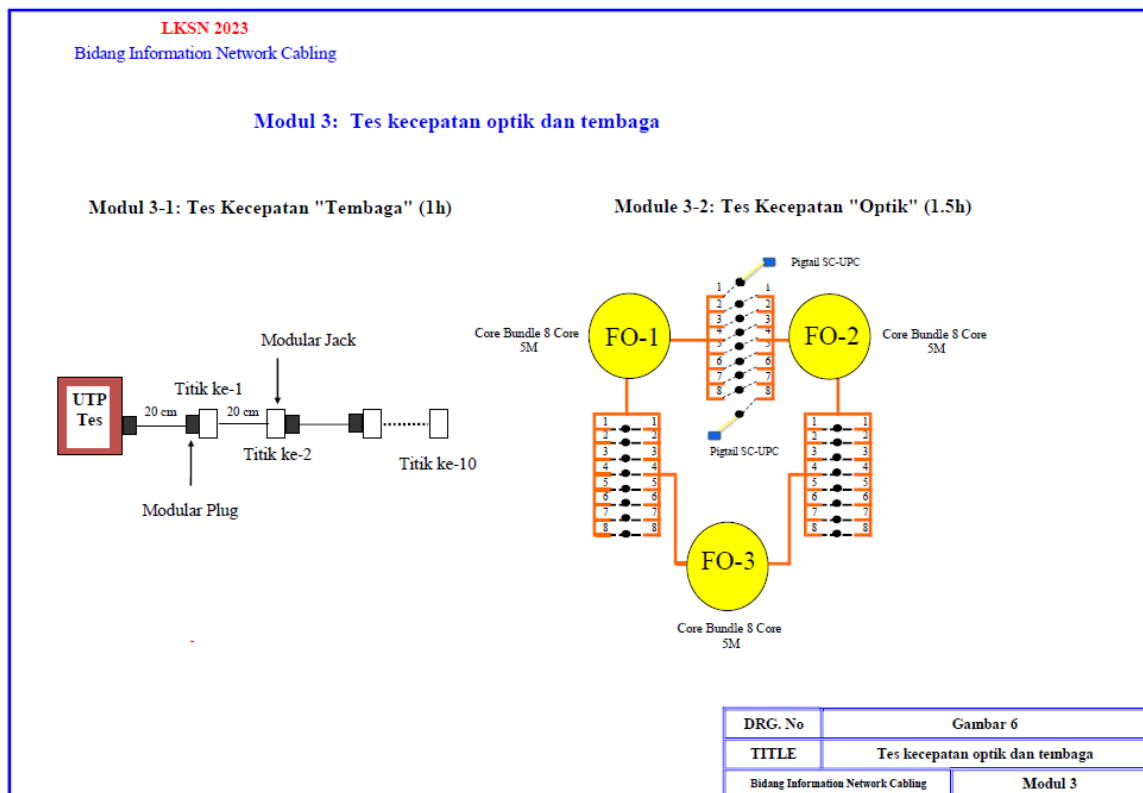 LKSN 2023
Bidang Information Network Cabling
Modul 3: Tes kecepatan optik dan tembaga
Modul 3-1: Tes Kecepatan "Tembaga" (1h)
UTP
Tes
20 cm
Titik ke-1
20 cm
Modular Jack
Titik ke-2
Titik ke-10
Modular Plug
Module 3-2: Tes Kecepatan "Optik" (1.5h)
Pigtail SC-UPC
Core Bundle 8 Core
5M
FO-1
1 1
2 2
3 3
4 4
5 5
6 6
7 7
8 8
FO-2
Core Bundle 8 Core
5M
Pigtail SC-UPC
1 1
2 2
3 3
4 4
5 5
6 6
7 7
8 8
1 1
2 2
3 3
4 4
5 5
6 6
7 7
8 8
FO-3
Core Bundle 8 Core
5M
DRG. No Gambar 6
TITLE Tes kecepatan optik dan tembaga
Bidang Information Network Cabling Modul 3